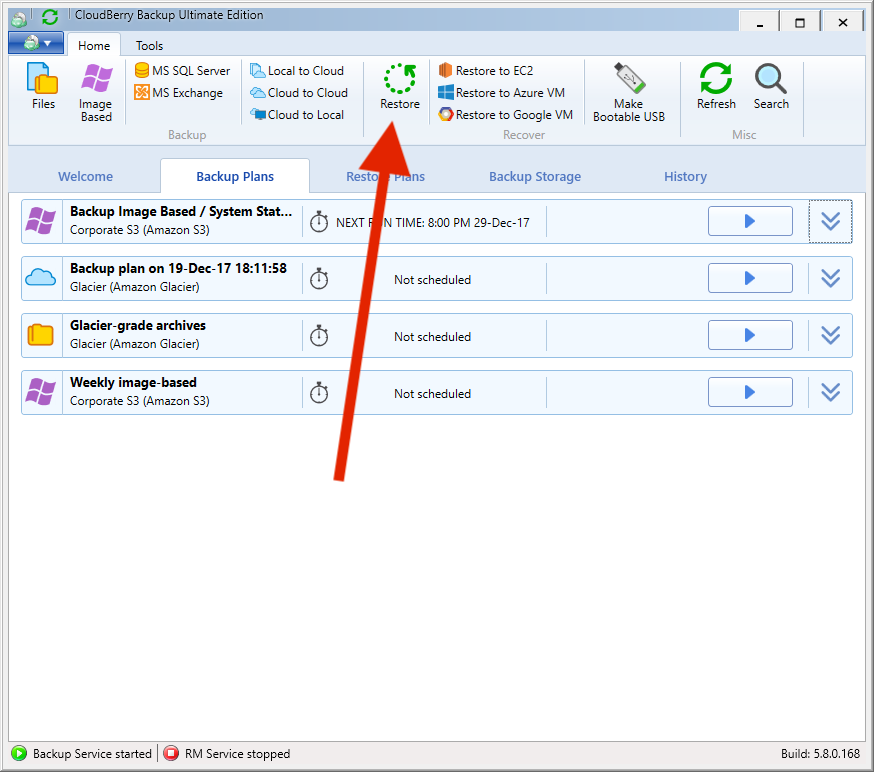 CloudBerry Backup Ultimate Edition
Home
Tools
Files
Image
Based
MS SQL Server
MS Exchange
Backup
Local to Cloud
Cloud to Cloud
Cloud to Local
Restore
Restore to EC2
Restore to Azure VM
Restore to Google VM
Recover
Make
Bootable USB
Refresh
Search
Misc
Welcome
Backup Plans
Restore Plans
Backup Storage
History
Backup Image Based / System Stat...
Corporate S3 (Amazon S3)
NEXT RUN TIME: 8:00 PM 29-Dec-17
Backup plan on 19-Dec-17 18:11:58
Glacier (Amazon Glacier)
Not scheduled
Glacier-grade archives
Glacier (Amazon Glacier)
Not scheduled
Weekly image-based
Corporate S3 (Amazon S3)
Not scheduled
Backup Service started
RM Service stopped
Build: 5.8.0.168